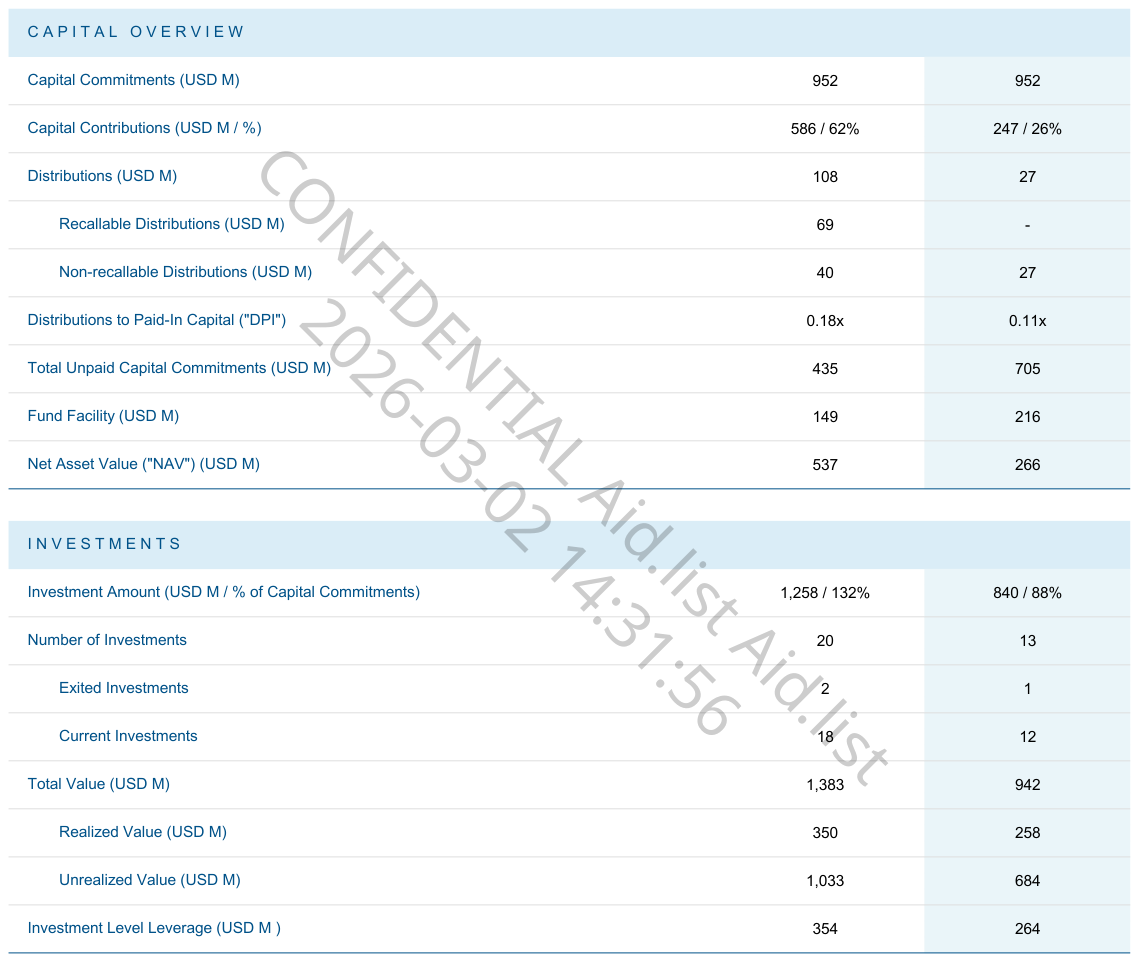 CAPITAL OVERVIEW
Capital Commitments (USD M) 952 952
Capital Contributions (USD M / %) 586 / 62% 247 / 26%
Distributions (USD M) 108 27
Recallable Distributions (USD M) 69 -
Non-recallable Distributions (USD M) 40 27
Distributions to Paid-In Capital ("DPI") 0.18x 0.11x
Total Unpaid Capital Commitments (USD M) 435 705
Fund Facility (USD M) 149 216
Net Asset Value ("NAV") (USD M) 537 266
INVESTMENTS
Investment Amount (USD M / % of Capital Commitments) 1,258 / 132% 840 / 88%
Number of Investments 20 13
Exited Investments 2 1
Current Investments 18 12
Total Value (USD M) 1,383 942
Realized Value (USD M) 350 258
Unrealized Value (USD M) 1,033 684
Investment Level Leverage (USD M ) 354 264
CONFIDENTIAL Aid.list Aid.list
2026-03-02 14:31:56